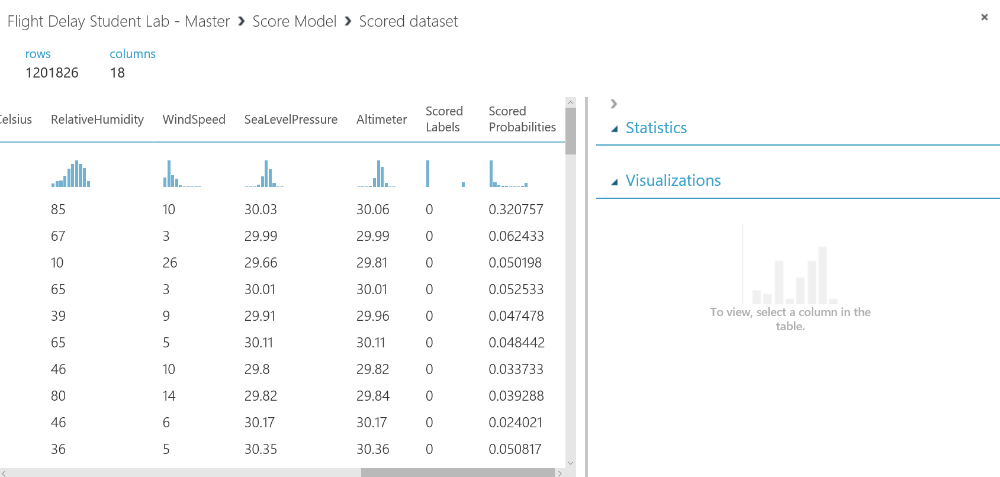 Flight Delay Student Lab - Master > Score Model > Scored dataset
rows columns
1201826 18
Celsius RelativeHumidity WindSpeed SeaLevelPressure Altimeter Scored Labels Scored Probabilities
85 10 30.03 30.06 0 0.320757
67 3 29.99 29.99 0 0.062433
10 26 29.66 29.81 0 0.050198
65 3 30.01 30.01 0 0.052533
39 9 29.91 29.96 0 0.047478
65 5 30.11 30.11 0 0.048442
46 10 29.8 29.82 0 0.033733
80 14 29.82 29.84 0 0.039288
46 6 30.17 30.17 0 0.024021
36 5 30.35 30.36 0 0.050817
Statistics
Visualizations
To view, select a column in the
table.